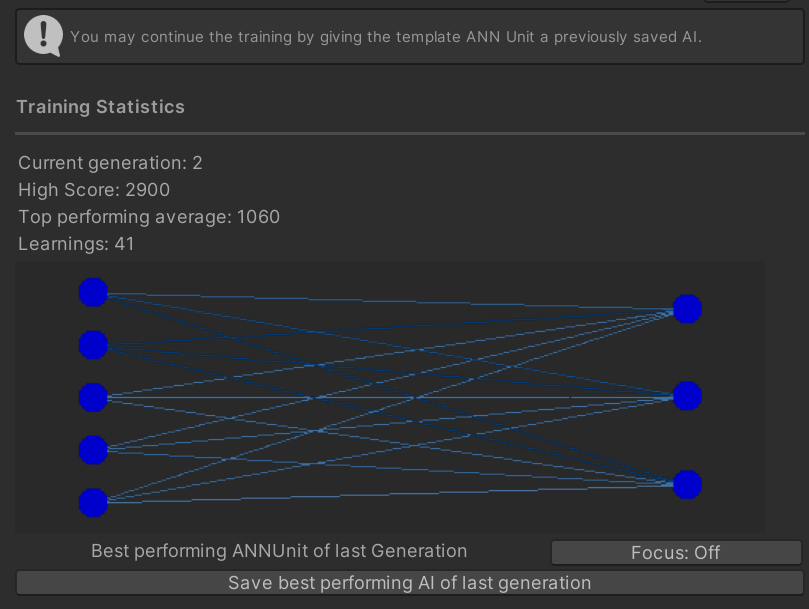 You may continue the training by giving the template ANN Unit a previously saved AI.
Training Statistics
Current generation: 2
High Score: 2900
Top performing average: 1060
Learnings: 41
Best performing ANNUnit of last Generation
Focus: Off
Save best performing AI of last generation